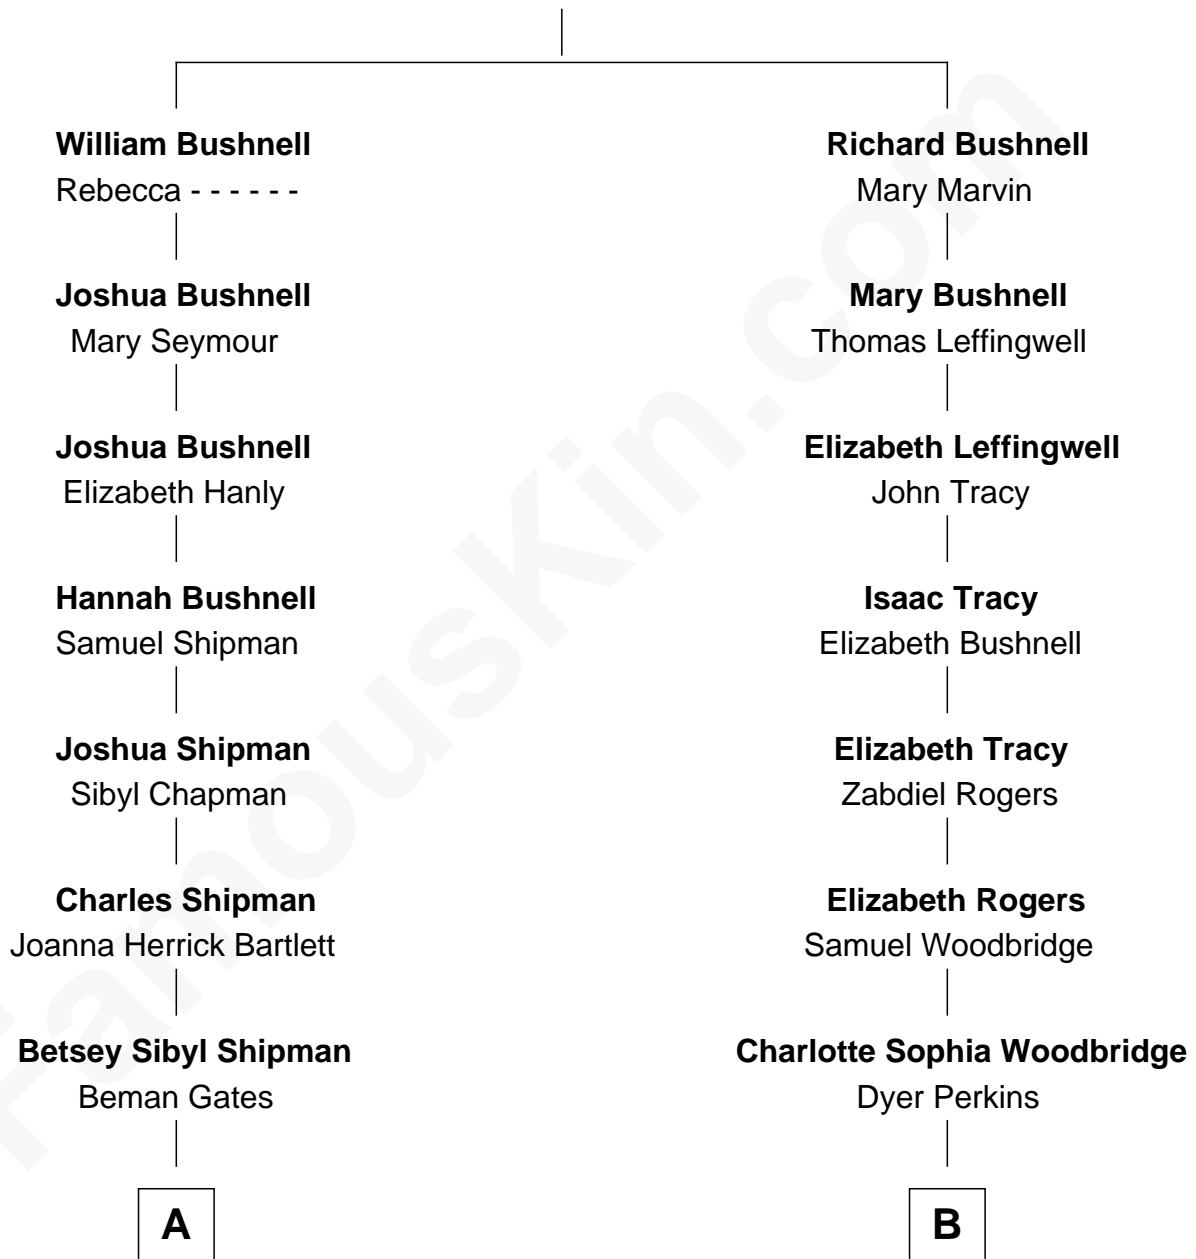 William Bushnell
Rebecca - - - - - -
Richard Bushnell
Mary Marvin
Joshua Bushnell
Mary Seymour
Mary Bushnell
Thomas Leffingwell
Joshua Bushnell
Elizabeth Hanly
Elizabeth Leffingwell
John Tracy
Hannah Bushnell
Samuel Shipman
Isaac Tracy
Elizabeth Bushnell
Joshua Shipman
Sibyl Chapman
Elizabeth Tracy
Zabdiel Rogers
Charles Shipman
Joanna Herrick Bartlett
Elizabeth Rogers
Samuel Woodbridge
Betsey Sibyl Shipman
Beman Gates
Charlotte Sophia Woodbridge
Dyer Perkins
A
B
FamousKin.com